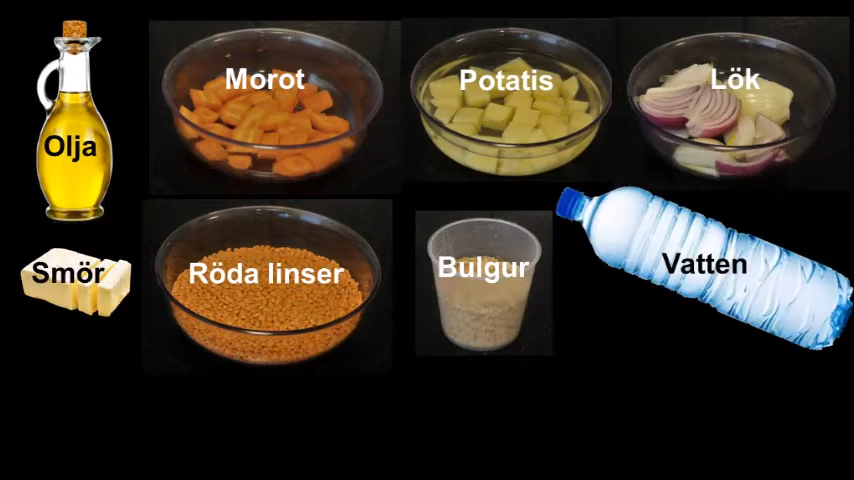 Morot
Potatis
Lök
Olja
Smör
Röda linser
Bulgur
Vatten